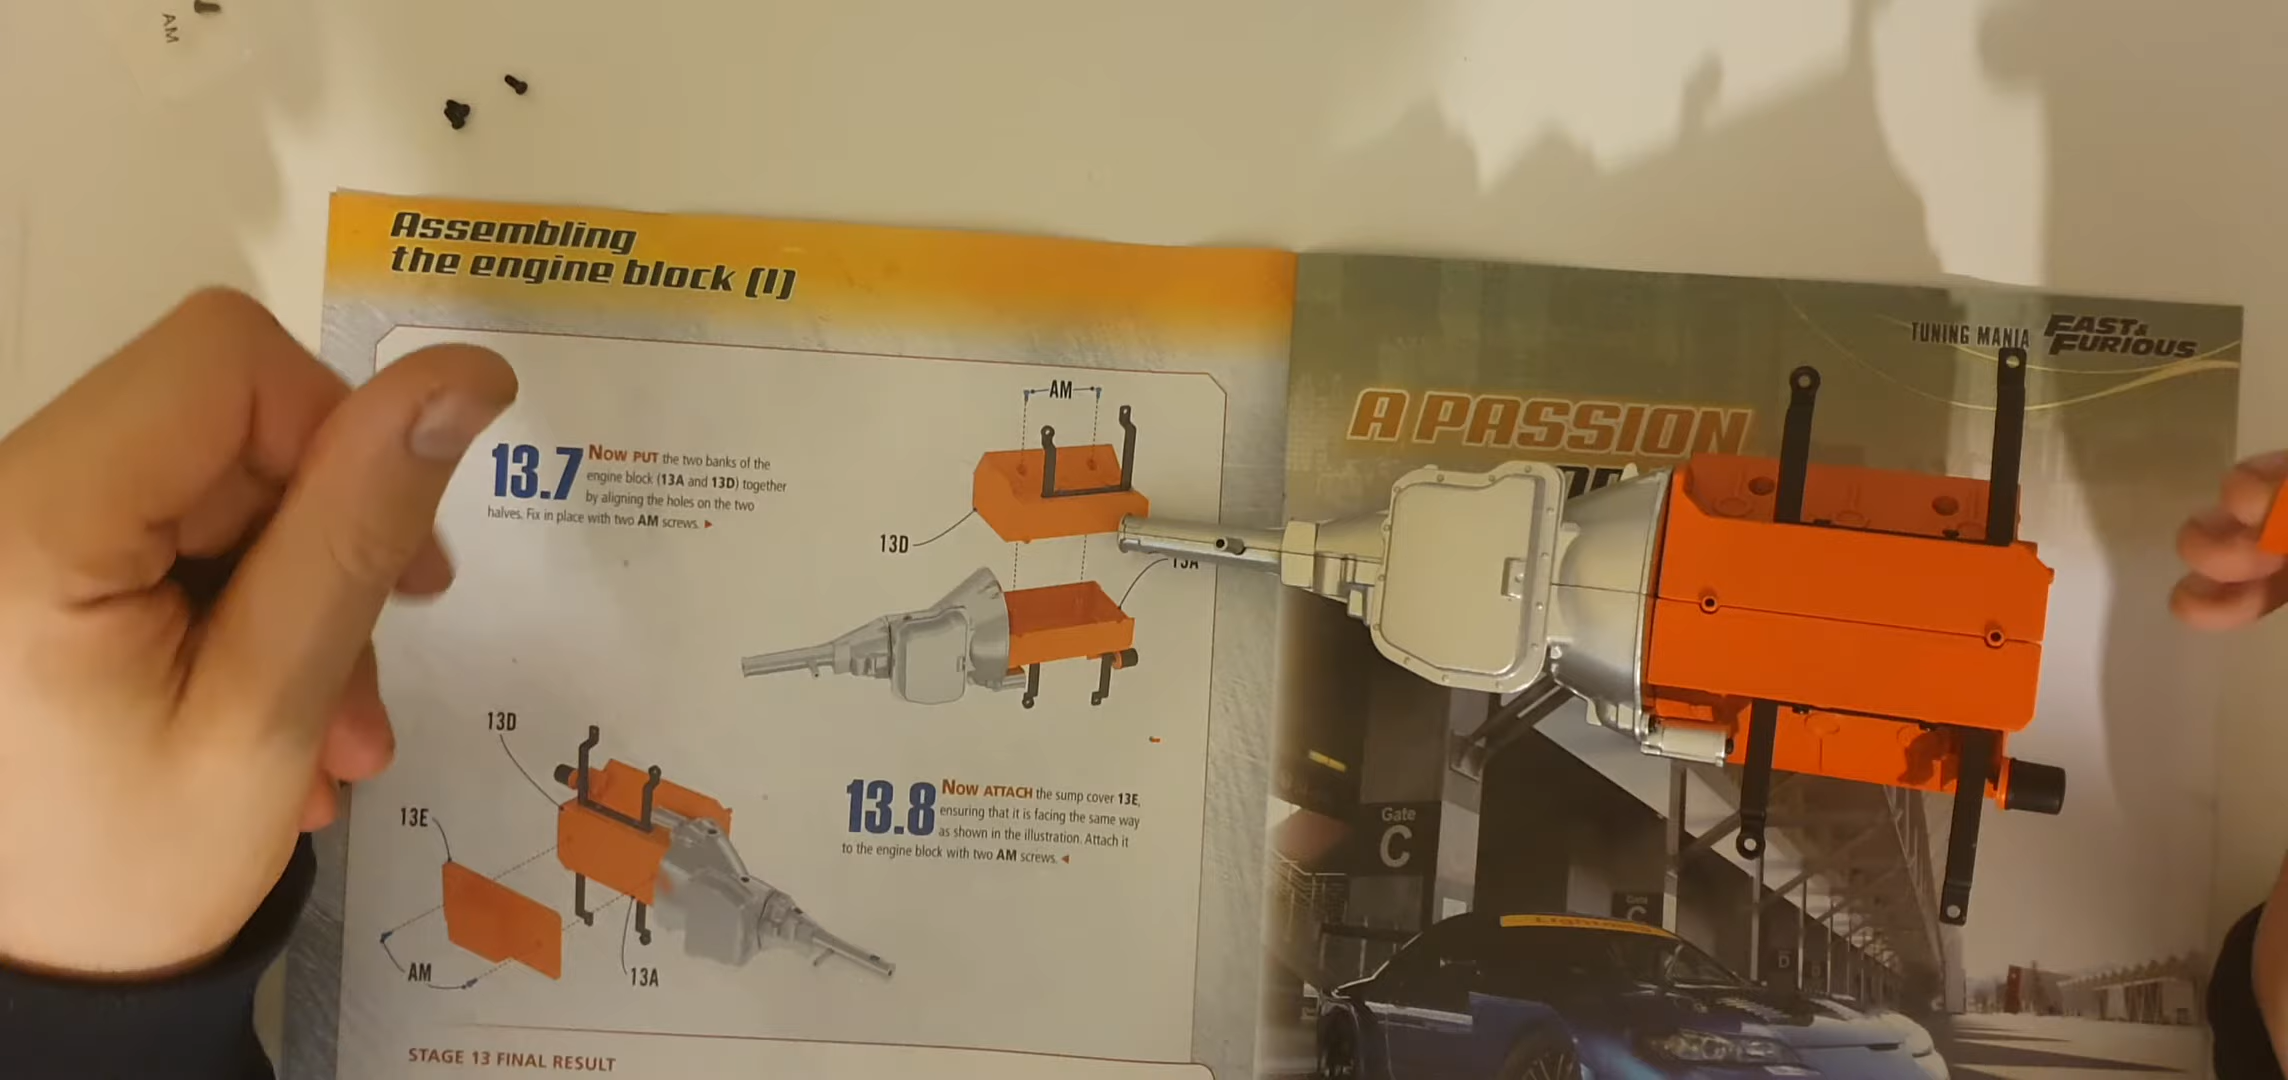 AM
Assembling
the engine block (I)
13.7
Now PUT the two banks of the
engine block (13A and 13D) together
by aligning the holes on the two
halves. Fix in place with two AM screws. ►
AM
13D
13A
13D
13E
AM
13A
13.8
Now ATTACH the sump cover 13E,
ensuring that it is facing the same way
as shown in the illustration. Attach it
to the engine block with two AM screws. ◄
STAGE 13 FINAL RESULT
TUNING MANIA
FAST &
FURIOUS
A PASSION
Gate
C
Gate
C
D